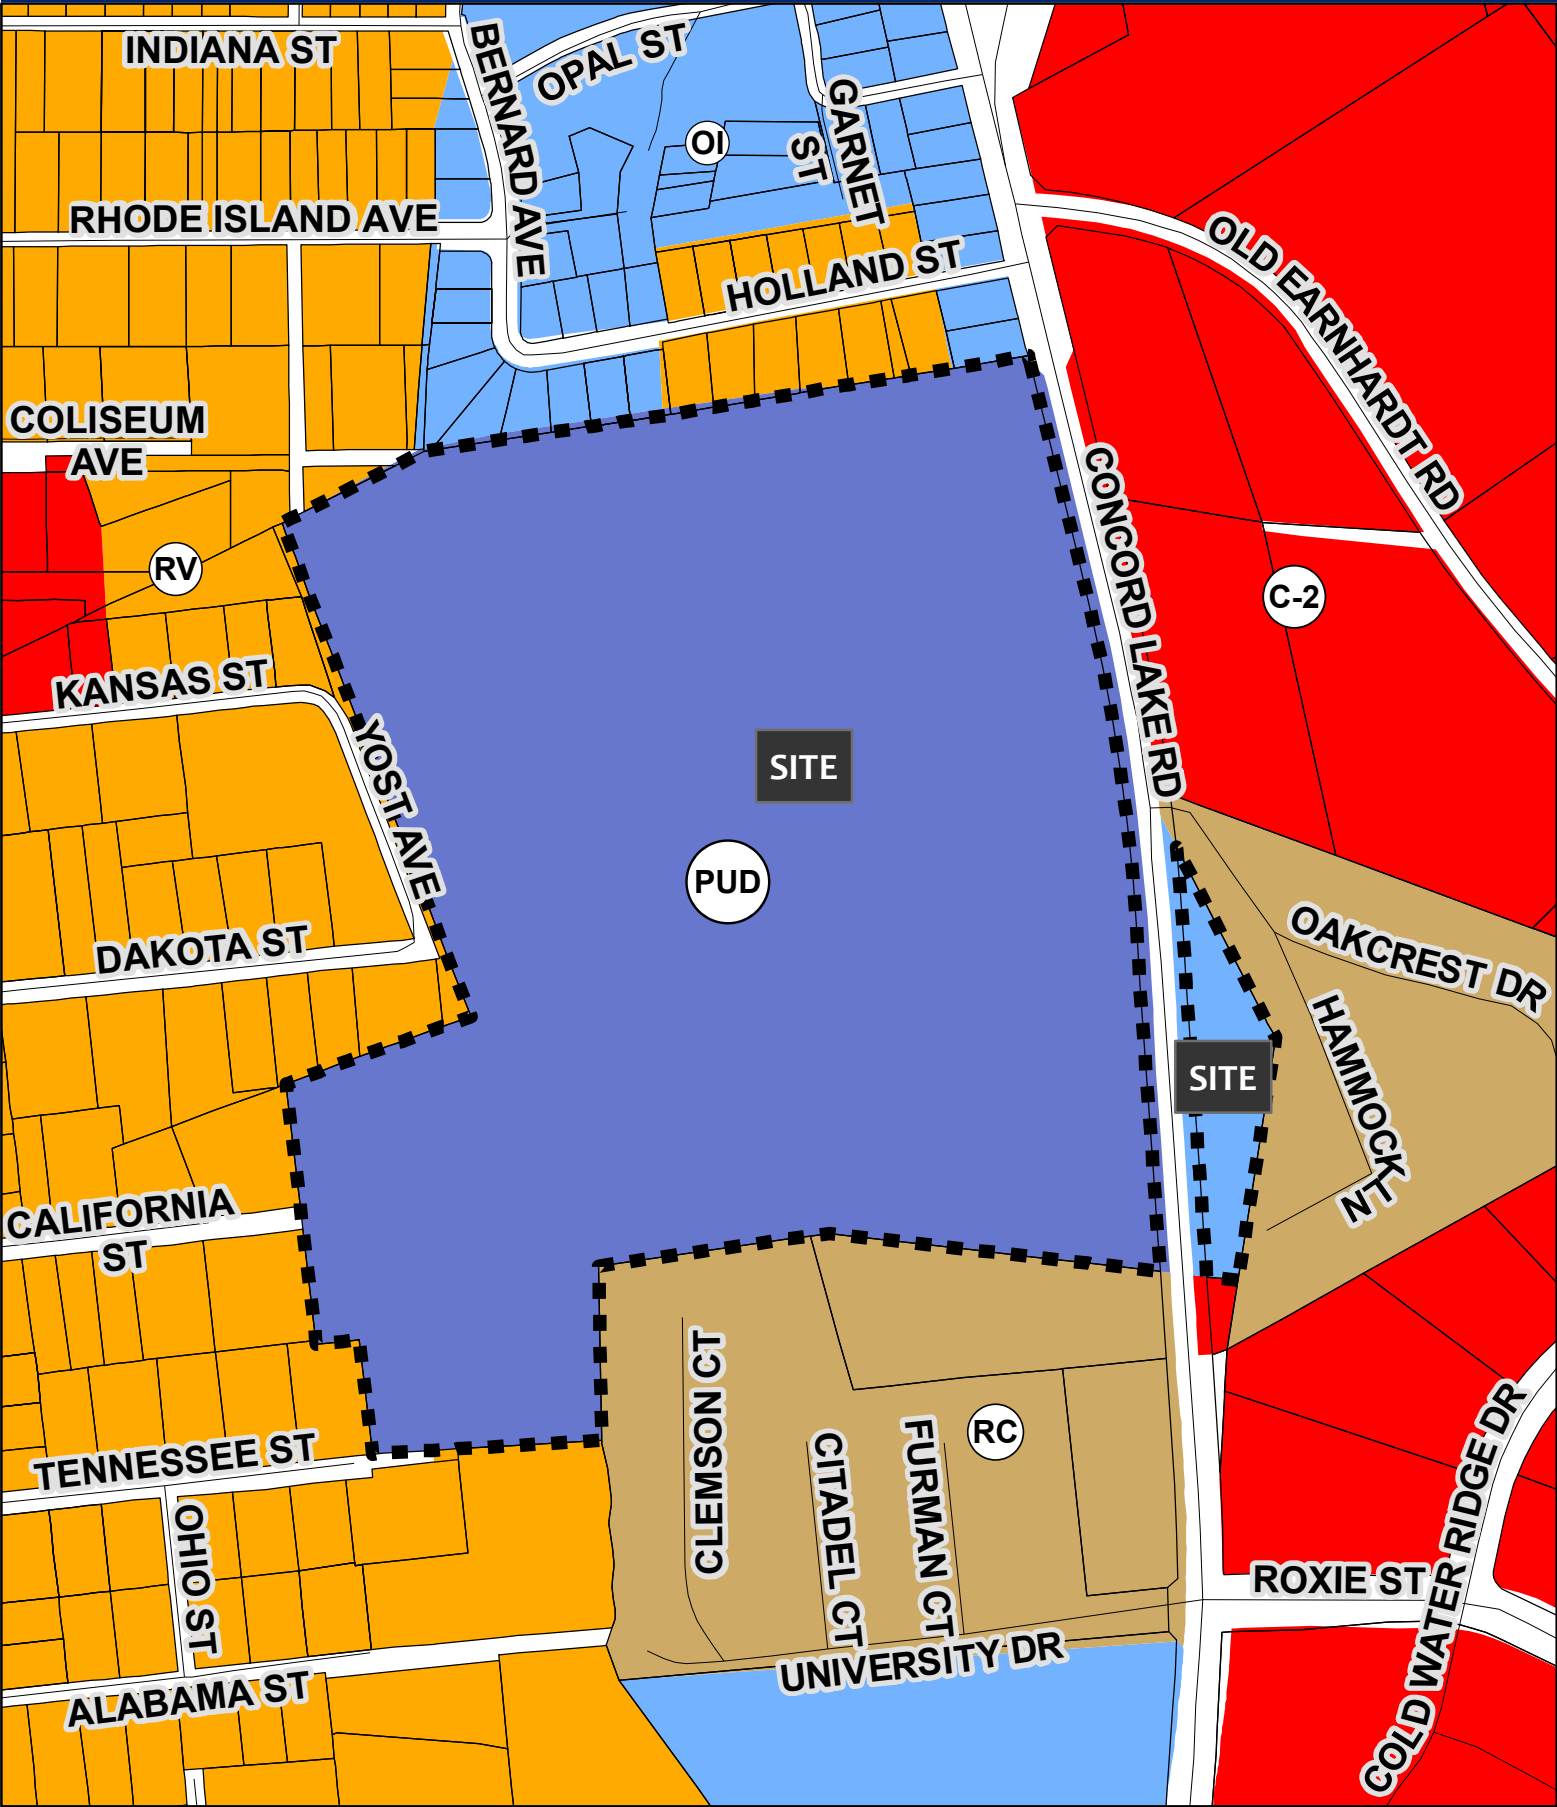 INDIANA ST
BERNARD AVE
OPAL ST
GARNET
ST
OI
RHODE ISLAND AVE
HOLLAND ST
OLD EARNHARDT RD
COLISEUM
AVE
CONCORD LAKE RD
RV
C-2
KANSAS ST
YOST AVE
SITE
PUD
DAKOTA ST
OAKCREST DR
HAMMOCK
LN
SITE
CALIFORNIA
ST
CLEMSON CT
CITADEL CT
FURMAN CT
RC
TENNESSEE ST
OHIO ST
COLD WATER RIDGE DR
ROXIE ST
UNIVERSITY DR
ALABAMA ST